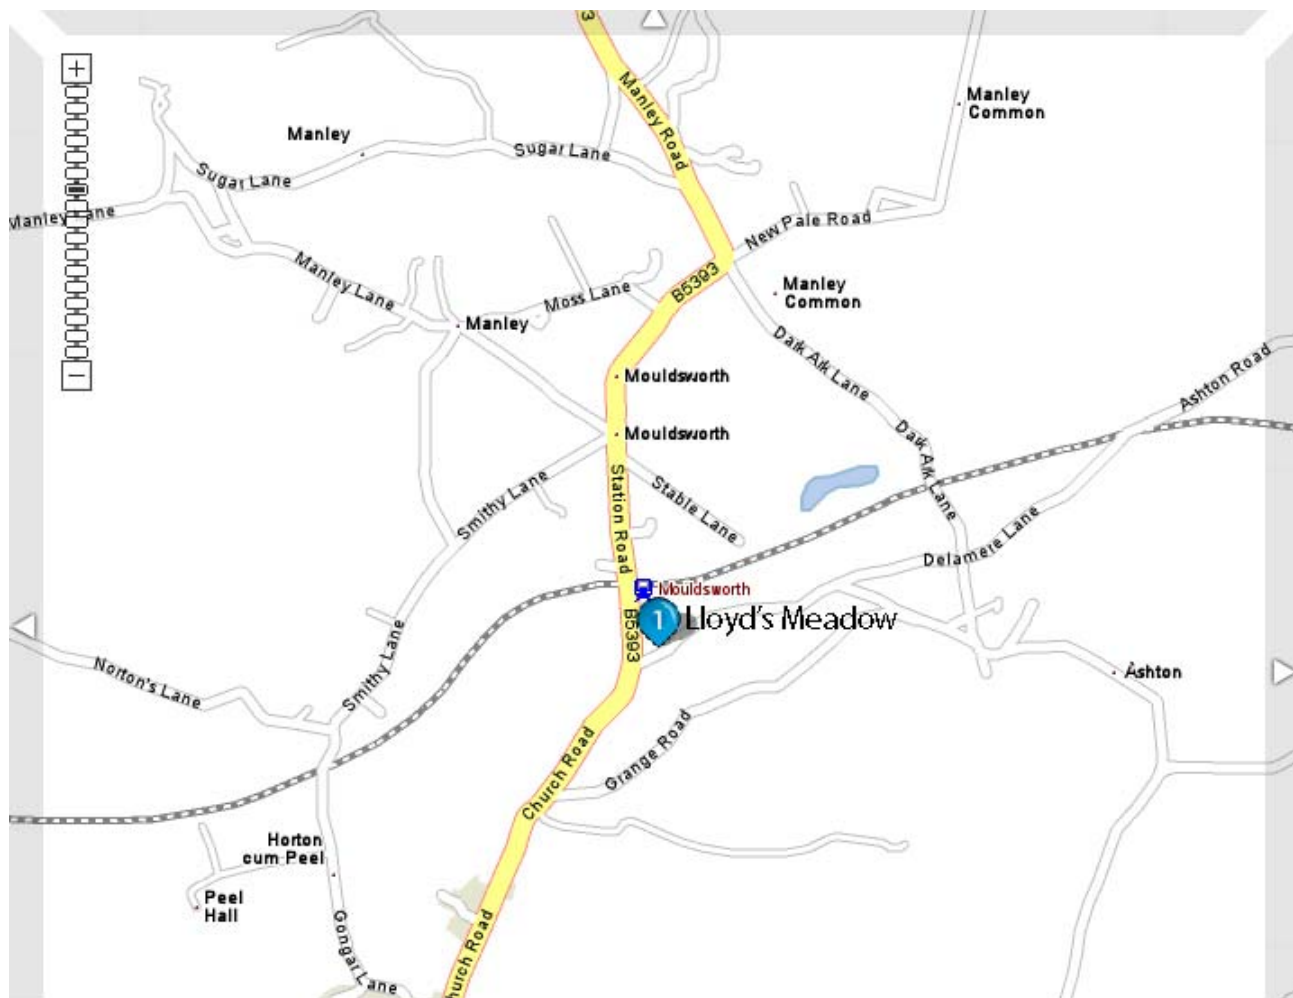 3
Manley Road
Manley
Common
Manley
Sugar Lane
Sugar Lane
Manley Lane
New Pale Road
Manley Lane
B5393
Manley
Common
Moss Lane
Manley
Dark Ark Lane
Ashton Road
Mouldsworth
Mouldsworth
Dark Ark Lane
Station Road
Stable Lane
Smithy Lane
Delamere Lane
Mouldsworth
1 Lloyd's Meadow
B5393
Smithy Lane
Norton's Lane
Ashton
Grange Road
Church Road
Horton
cum Peel
Peel
Hall
Gongar Lane
hurch Road